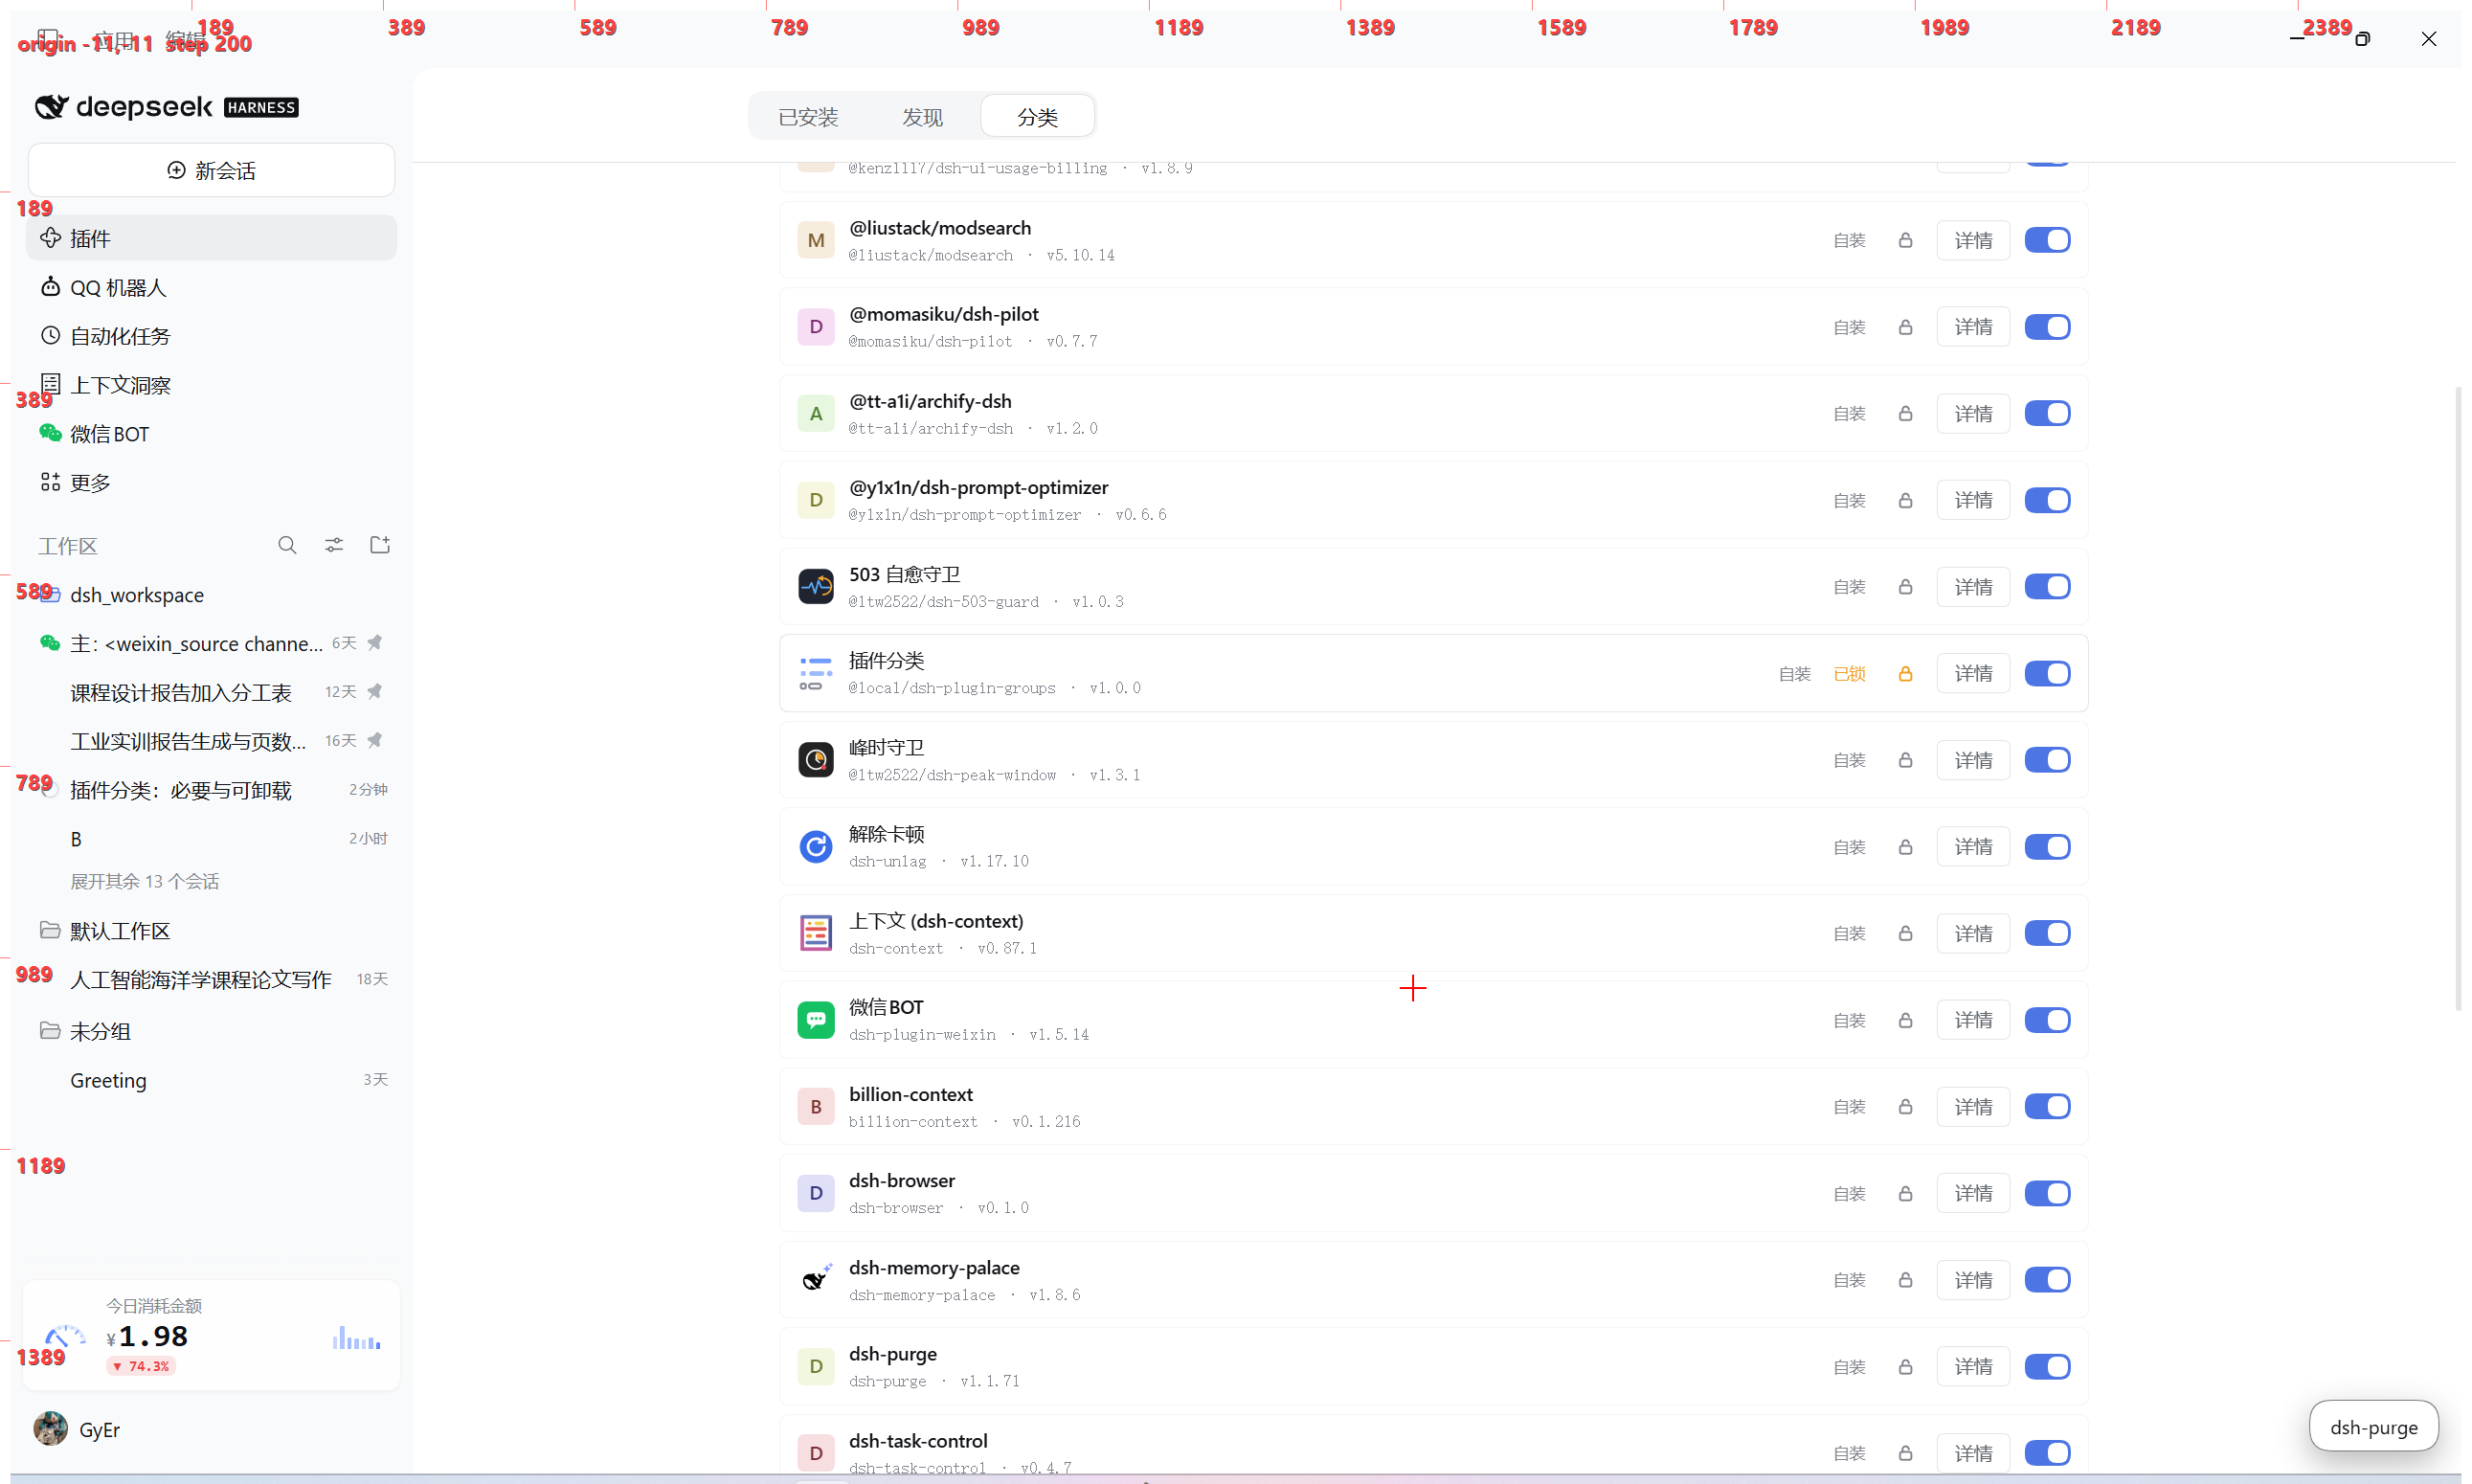 189 389 589 789 989 1189 1389 1589 1789 1989 2189 2389
origin -11,-11 step 200
应用 编辑
deepseek HARNESS
已安装 发现 分类
新会话
@kenzlll7/dsh-ui-usage-billing · v1.8.9
189
插件
QQ 机器人
自动化任务
上下文洞察
389
微信 BOT
更多
工作区
589
dsh_workspace
主: <weixin_source channe... 6天
课程设计报告加入分工表 12天
工业实训报告生成与页数... 16天
789
插件分类：必要与可卸载 2分钟
B 2小时
展开其余 13 个会话
默认工作区
989
人工智能海洋学课程论文写作 18天
未分组
Greeting 3天
1189
今日消耗金额
¥1.98
1389
▼ 74.3%
GyEr
M
@liustack/modsearch
@liustack/modsearch · v5.10.14
自装 详情
D
@momasiku/dsh-pilot
@momasiku/dsh-pilot · v0.7.7
自装 详情
A
@tt-a1i/archify-dsh
@tt-a1i/archify-dsh · v1.2.0
自装 详情
D
@y1x1n/dsh-prompt-optimizer
@y1x1n/dsh-prompt-optimizer · v0.6.6
自装 详情
503 自愈守卫
@ltw2522/dsh-503-guard · v1.0.3
自装 详情
插件分类
@local/dsh-plugin-groups · v1.0.0
自装 已锁 详情
峰时守卫
@ltw2522/dsh-peak-window · v1.3.1
自装 详情
解除卡顿
dsh-unlag · v1.17.10
自装 详情
上下文 (dsh-context)
dsh-context · v0.87.1
自装 详情
微信BOT
dsh-plugin-weixin · v1.5.14
自装 详情
B
billion-context
billion-context · v0.1.216
自装 详情
D
dsh-browser
dsh-browser · v0.1.0
自装 详情
dsh-memory-palace
dsh-memory-palace · v1.8.6
自装 详情
D
dsh-purge
dsh-purge · v1.1.71
自装 详情
D
dsh-task-control
dsh-task-control · v0.4.7
自装 详情
dsh-purge